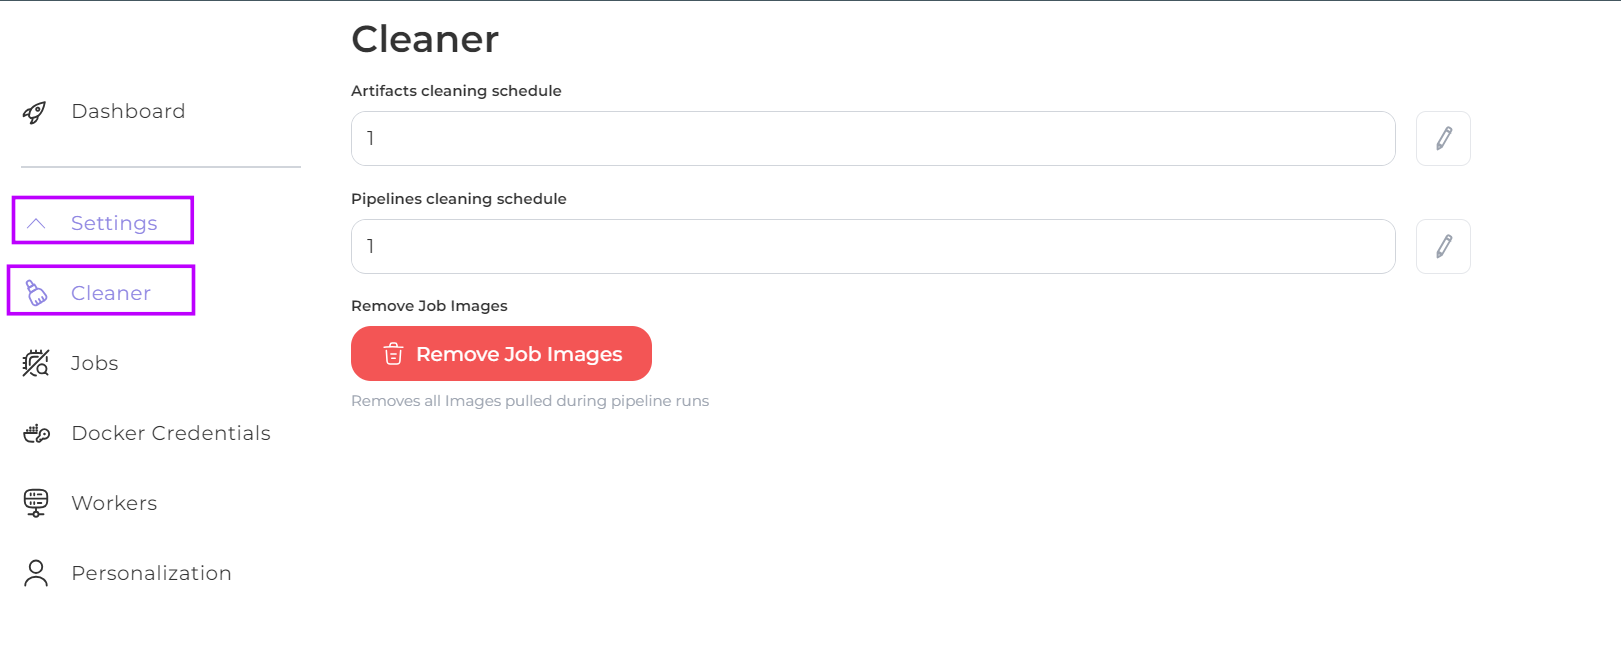 Cleaner
Dashboard
Artifacts cleaning schedule
1
Settings
Pipelines cleaning schedule
1
Cleaner
Remove Job Images
Remove Job Images
Removes all Images pulled during pipeline runs
Jobs
Docker Credentials
Workers
Personalization